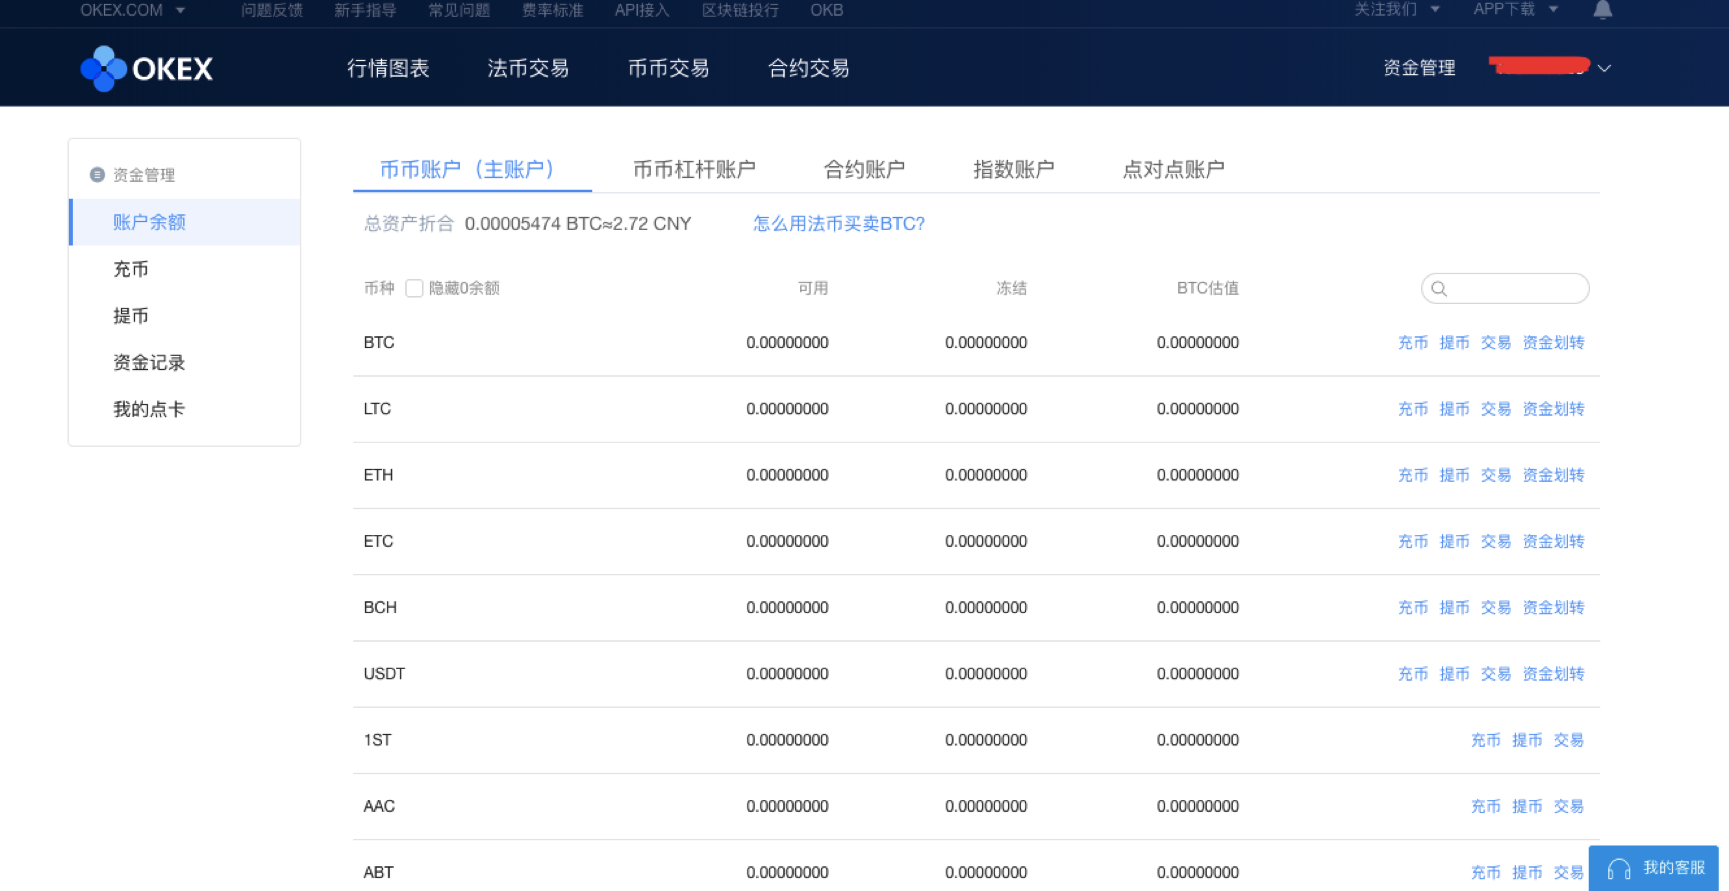 OKEX.COM 问题反馈 新手指导 常见问题 费率标准 API接入 区块链投行 OKB 关注我们 APP下载
OKEX 行情图表 法币交易 币币交易 合约交易 资金管理
资金管理
账户余额
充币
提币
资金记录
我的点卡
币币账户（主账户） 币币杠杆账户 合约账户 指数账户 点对点账户
总资产折合 0.00005474 BTC≈2.72 CNY 怎么用法币买卖BTC?
币种 隐藏0余额 可用 冻结 BTC估值
BTC 0.00000000 0.00000000 0.00000000 充币 提币 交易 资金划转
LTC 0.00000000 0.00000000 0.00000000 充币 提币 交易 资金划转
ETH 0.00000000 0.00000000 0.00000000 充币 提币 交易 资金划转
ETC 0.00000000 0.00000000 0.00000000 充币 提币 交易 资金划转
BCH 0.00000000 0.00000000 0.00000000 充币 提币 交易 资金划转
USDT 0.00000000 0.00000000 0.00000000 充币 提币 交易 资金划转
1ST 0.00000000 0.00000000 0.00000000 充币 提币 交易
AAC 0.00000000 0.00000000 0.00000000 充币 提币 交易
ABT 0.00000000 0.00000000 0.00000000 充币 提币 交易
我的客服